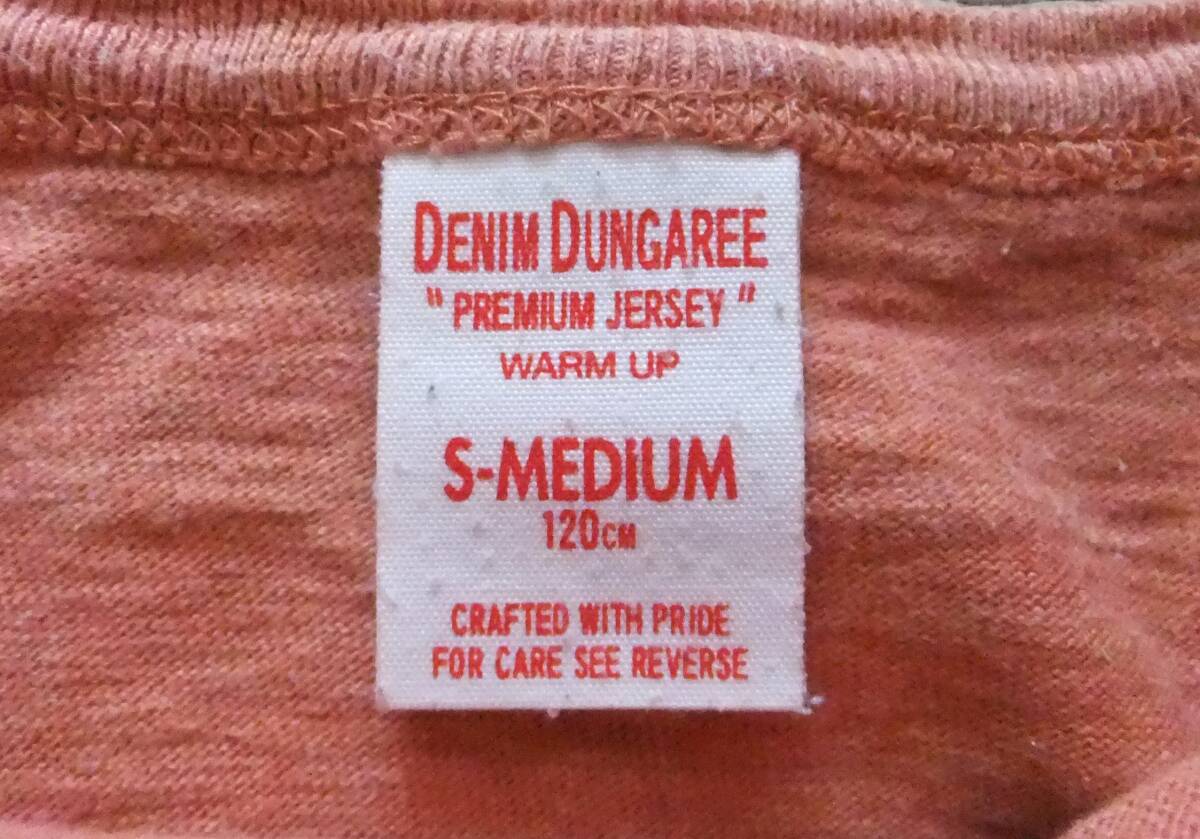 DENIM DUNGAREE
" PREMIUM JERSEY "
WARM UP
S-MEDIUM
120CM
CRAFTED WITH PRIDE
FOR CARE SEE REVERSE